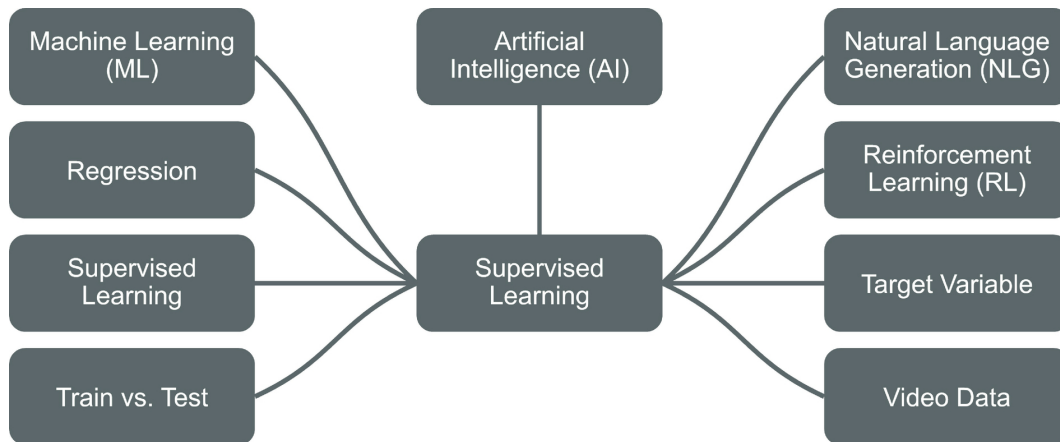 Machine Learning
(ML)
Regression
Supervised
Learning
Train vs. Test
Artificial
Intelligence (AI)
Supervised
Learning
Natural Language
Generation (NLG)
Reinforcement
Learning (RL)
Target Variable
Video Data